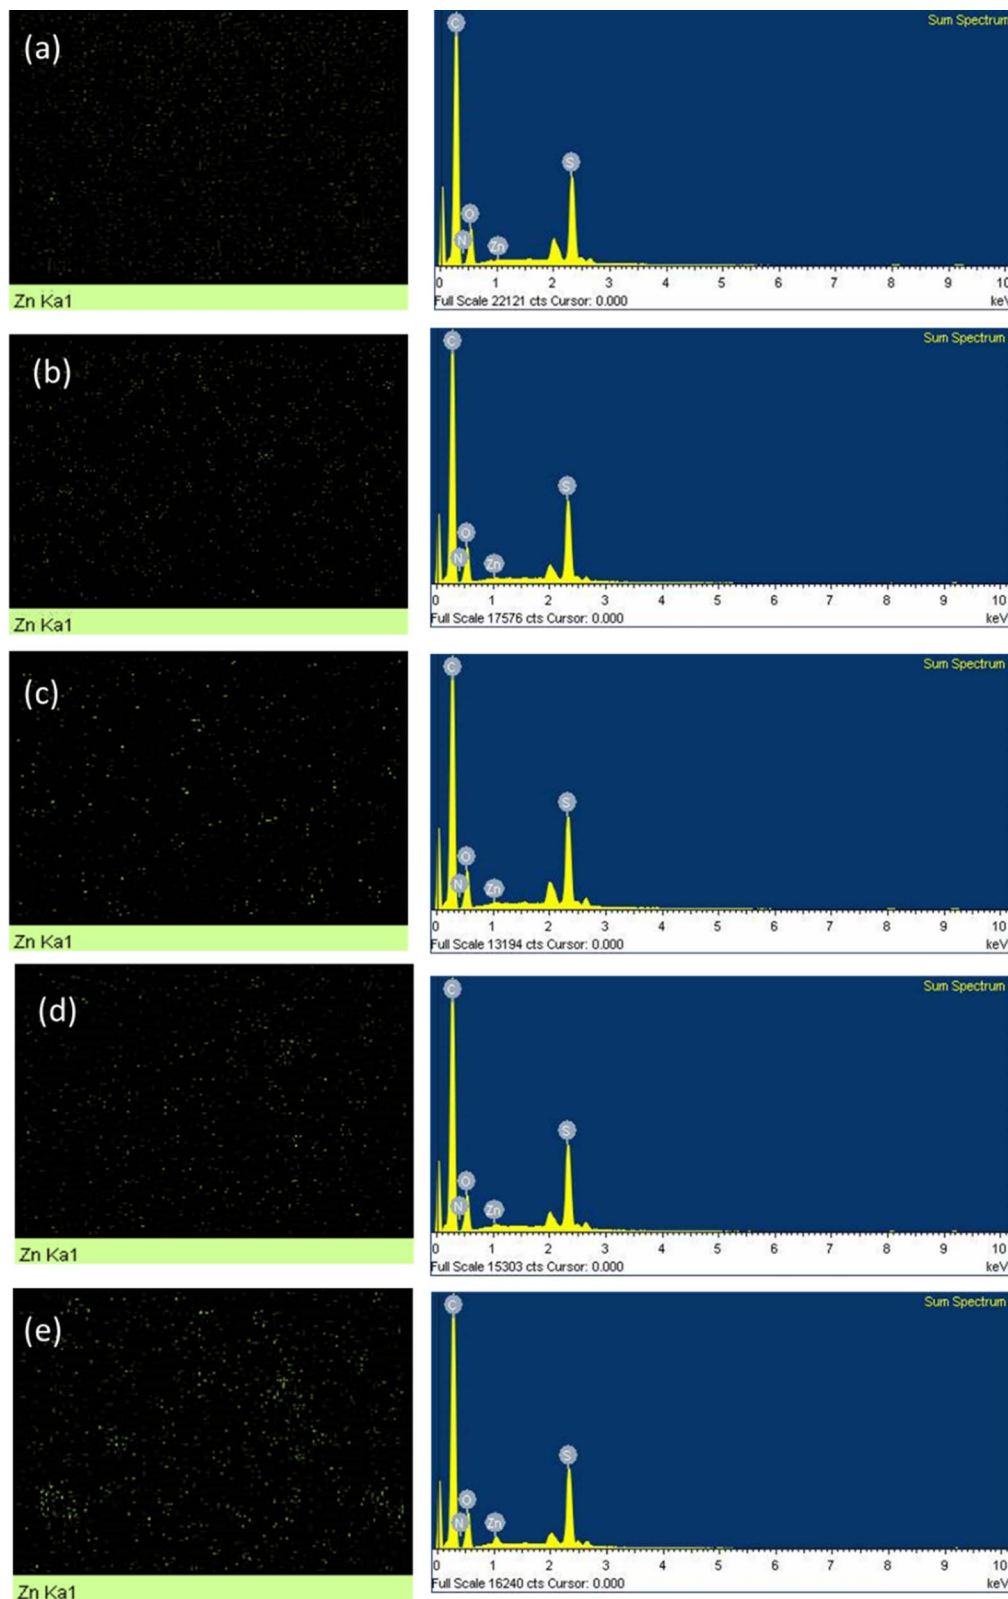 (a)
Zn Ka1
Sum Spectrum
C
S
O
N
Zn
0 1 2 3 4 5 6 7 8 9 10
Full Scale 22121 cts Cursor: 0.000 keV
(b)
Zn Ka1
Sum Spectrum
C
S
O
N
Zn
0 1 2 3 4 5 6 7 8 9 10
Full Scale 17576 cts Cursor: 0.000 keV
(c)
Zn Ka1
Sum Spectrum
C
S
O
N
Zn
0 1 2 3 4 5 6 7 8 9 10
Full Scale 13194 cts Cursor: 0.000 keV
(d)
Zn Ka1
Sum Spectrum
C
S
O
N
Zn
0 1 2 3 4 5 6 7 8 9 10
Full Scale 15303 cts Cursor: 0.000 keV
(e)
Zn Ka1
Sum Spectrum
C
S
O
N
Zn
0 1 2 3 4 5 6 7 8 9 10
Full Scale 16240 cts Cursor: 0.000 keV